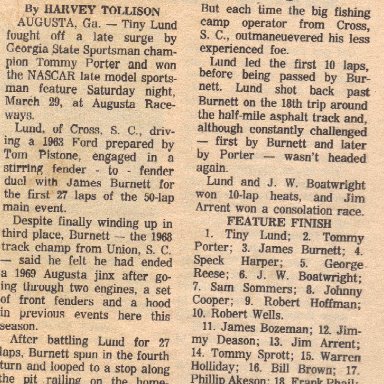 By HARVEY TOLLISON
AUGUSTA, Ga. — Tiny Lund
fought off a late surge by
Georgia State Sportsman cham-
pion Tommy Porter and won
the NASCAR late model sports-
man feature Saturday night,
March 29, at Augusta Race-
ways.
Lund, of Cross, S. C., driv-
ing a 1963 Ford prepared by
Tom Pistone, engaged in a
stirring fender - to - fender
duel with James Burnett for
the first 27 laps of the 50-lap
main event.
Despite finally winding up in
third place, Burnett — the 1968
track champ from Union, S. C.
— said he felt he had ended
a 1969 Augusta jinx after go-
ing through two engines, a set
of front fenders and a hood
in previous events here this
season.
After battling Lund for 27
laps, Burnett spun in the fourth
turn and looped to a stop along
the pit railing on the home-
But each time the big fishing
camp operator from Cross,
S. C., outmaneuvered his less
experienced foe.
Lund led the first 10 laps,
before being passed by Bur-
nett. Lund shot back past
Burnett on the 18th trip around
the half-mile asphalt track and,
although constantly challenged
— first by Burnett and later
by Porter — wasn't headed
again.
Lund and J. W. Boatwright
won 10-lap heats, and Jim
Arrent won a consolation race.
FEATURE FINISH
1. Tiny Lund; 2. Tommy
Porter; 3. James Burnett; 4.
Speck Harper; 5. George
Reese; 6. J. W. Boatwright;
7. Sam Sommers; 8. Johnny
Cooper; 9. Robert Hoffman;
10. Robert Wells.
11. James Bozeman; 12. Jim-
my Deason; 13. Jim Arrent;
14. Tommy Sprott; 15. Warren
Holliday; 16. Bill Brown; 17.
Phillip Akeson; 18. Frank